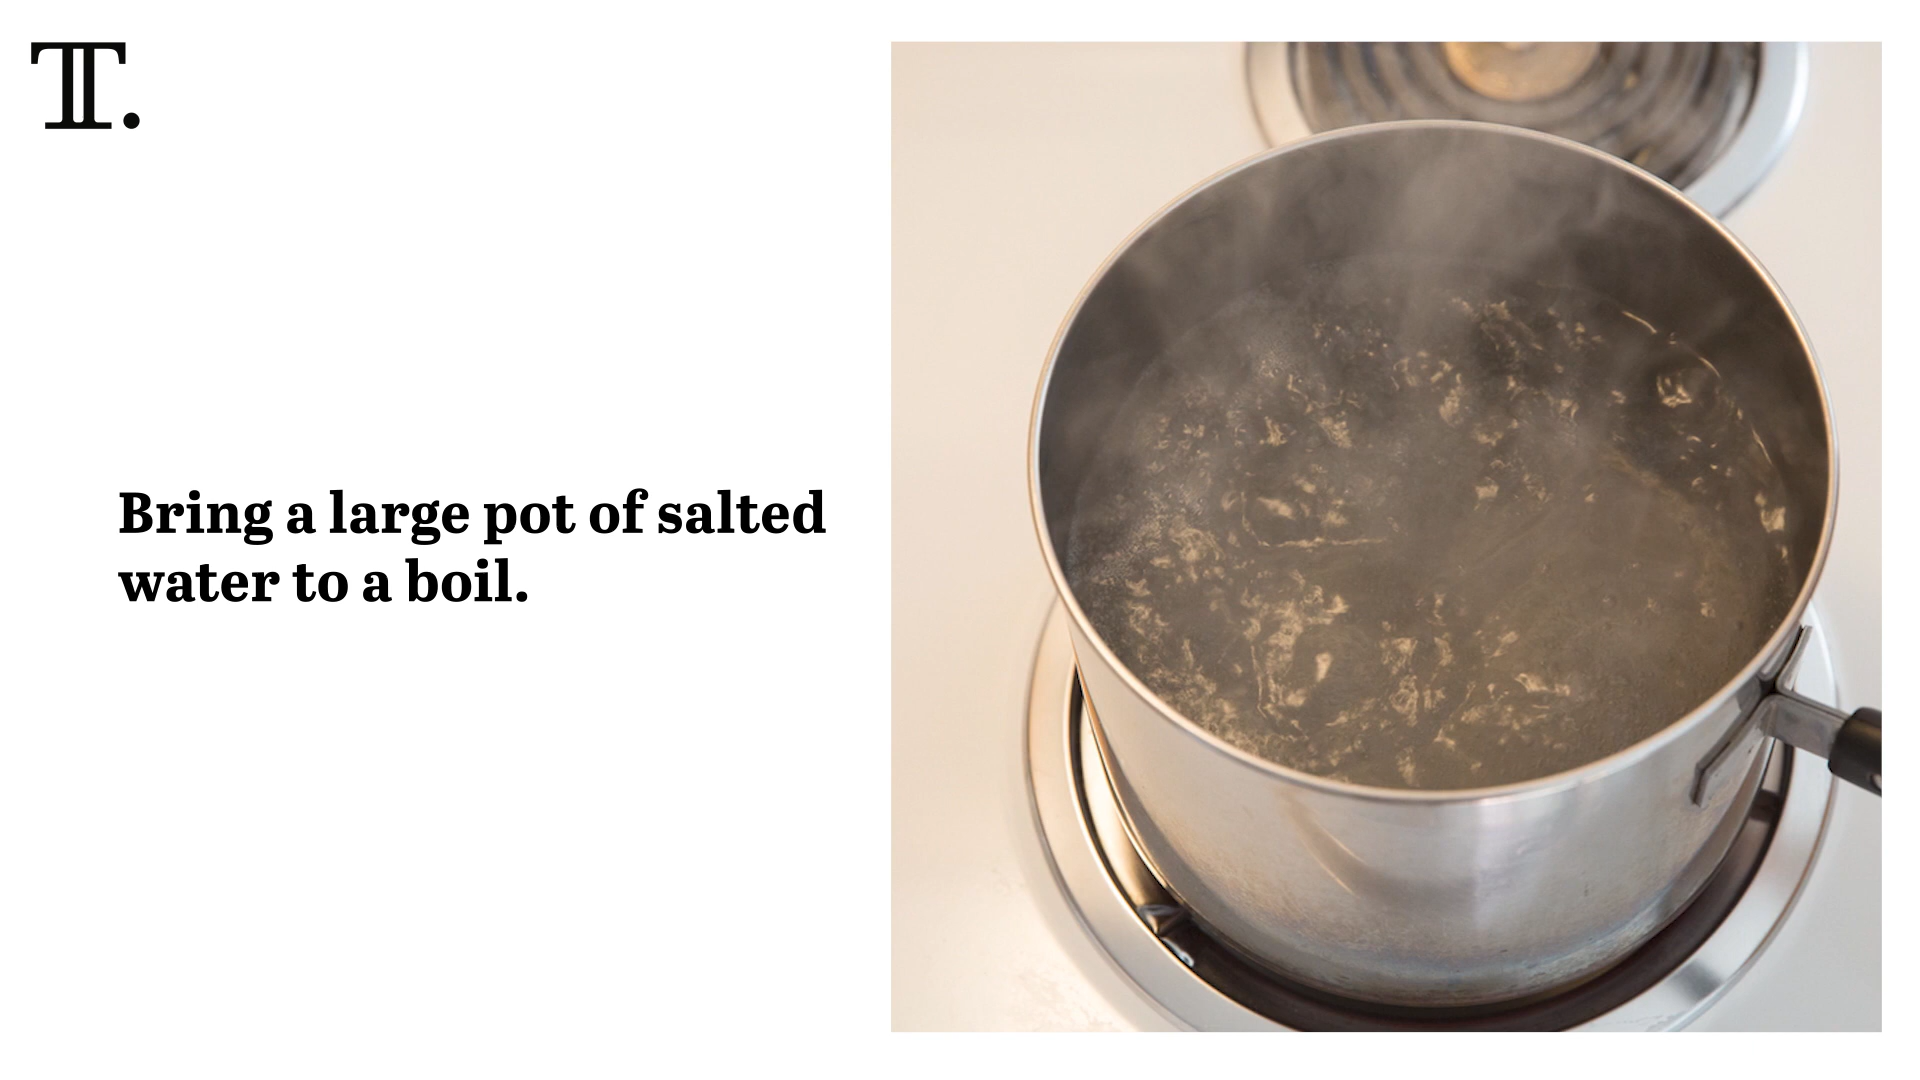 T.
Bring a large pot of salted
water to a boil.